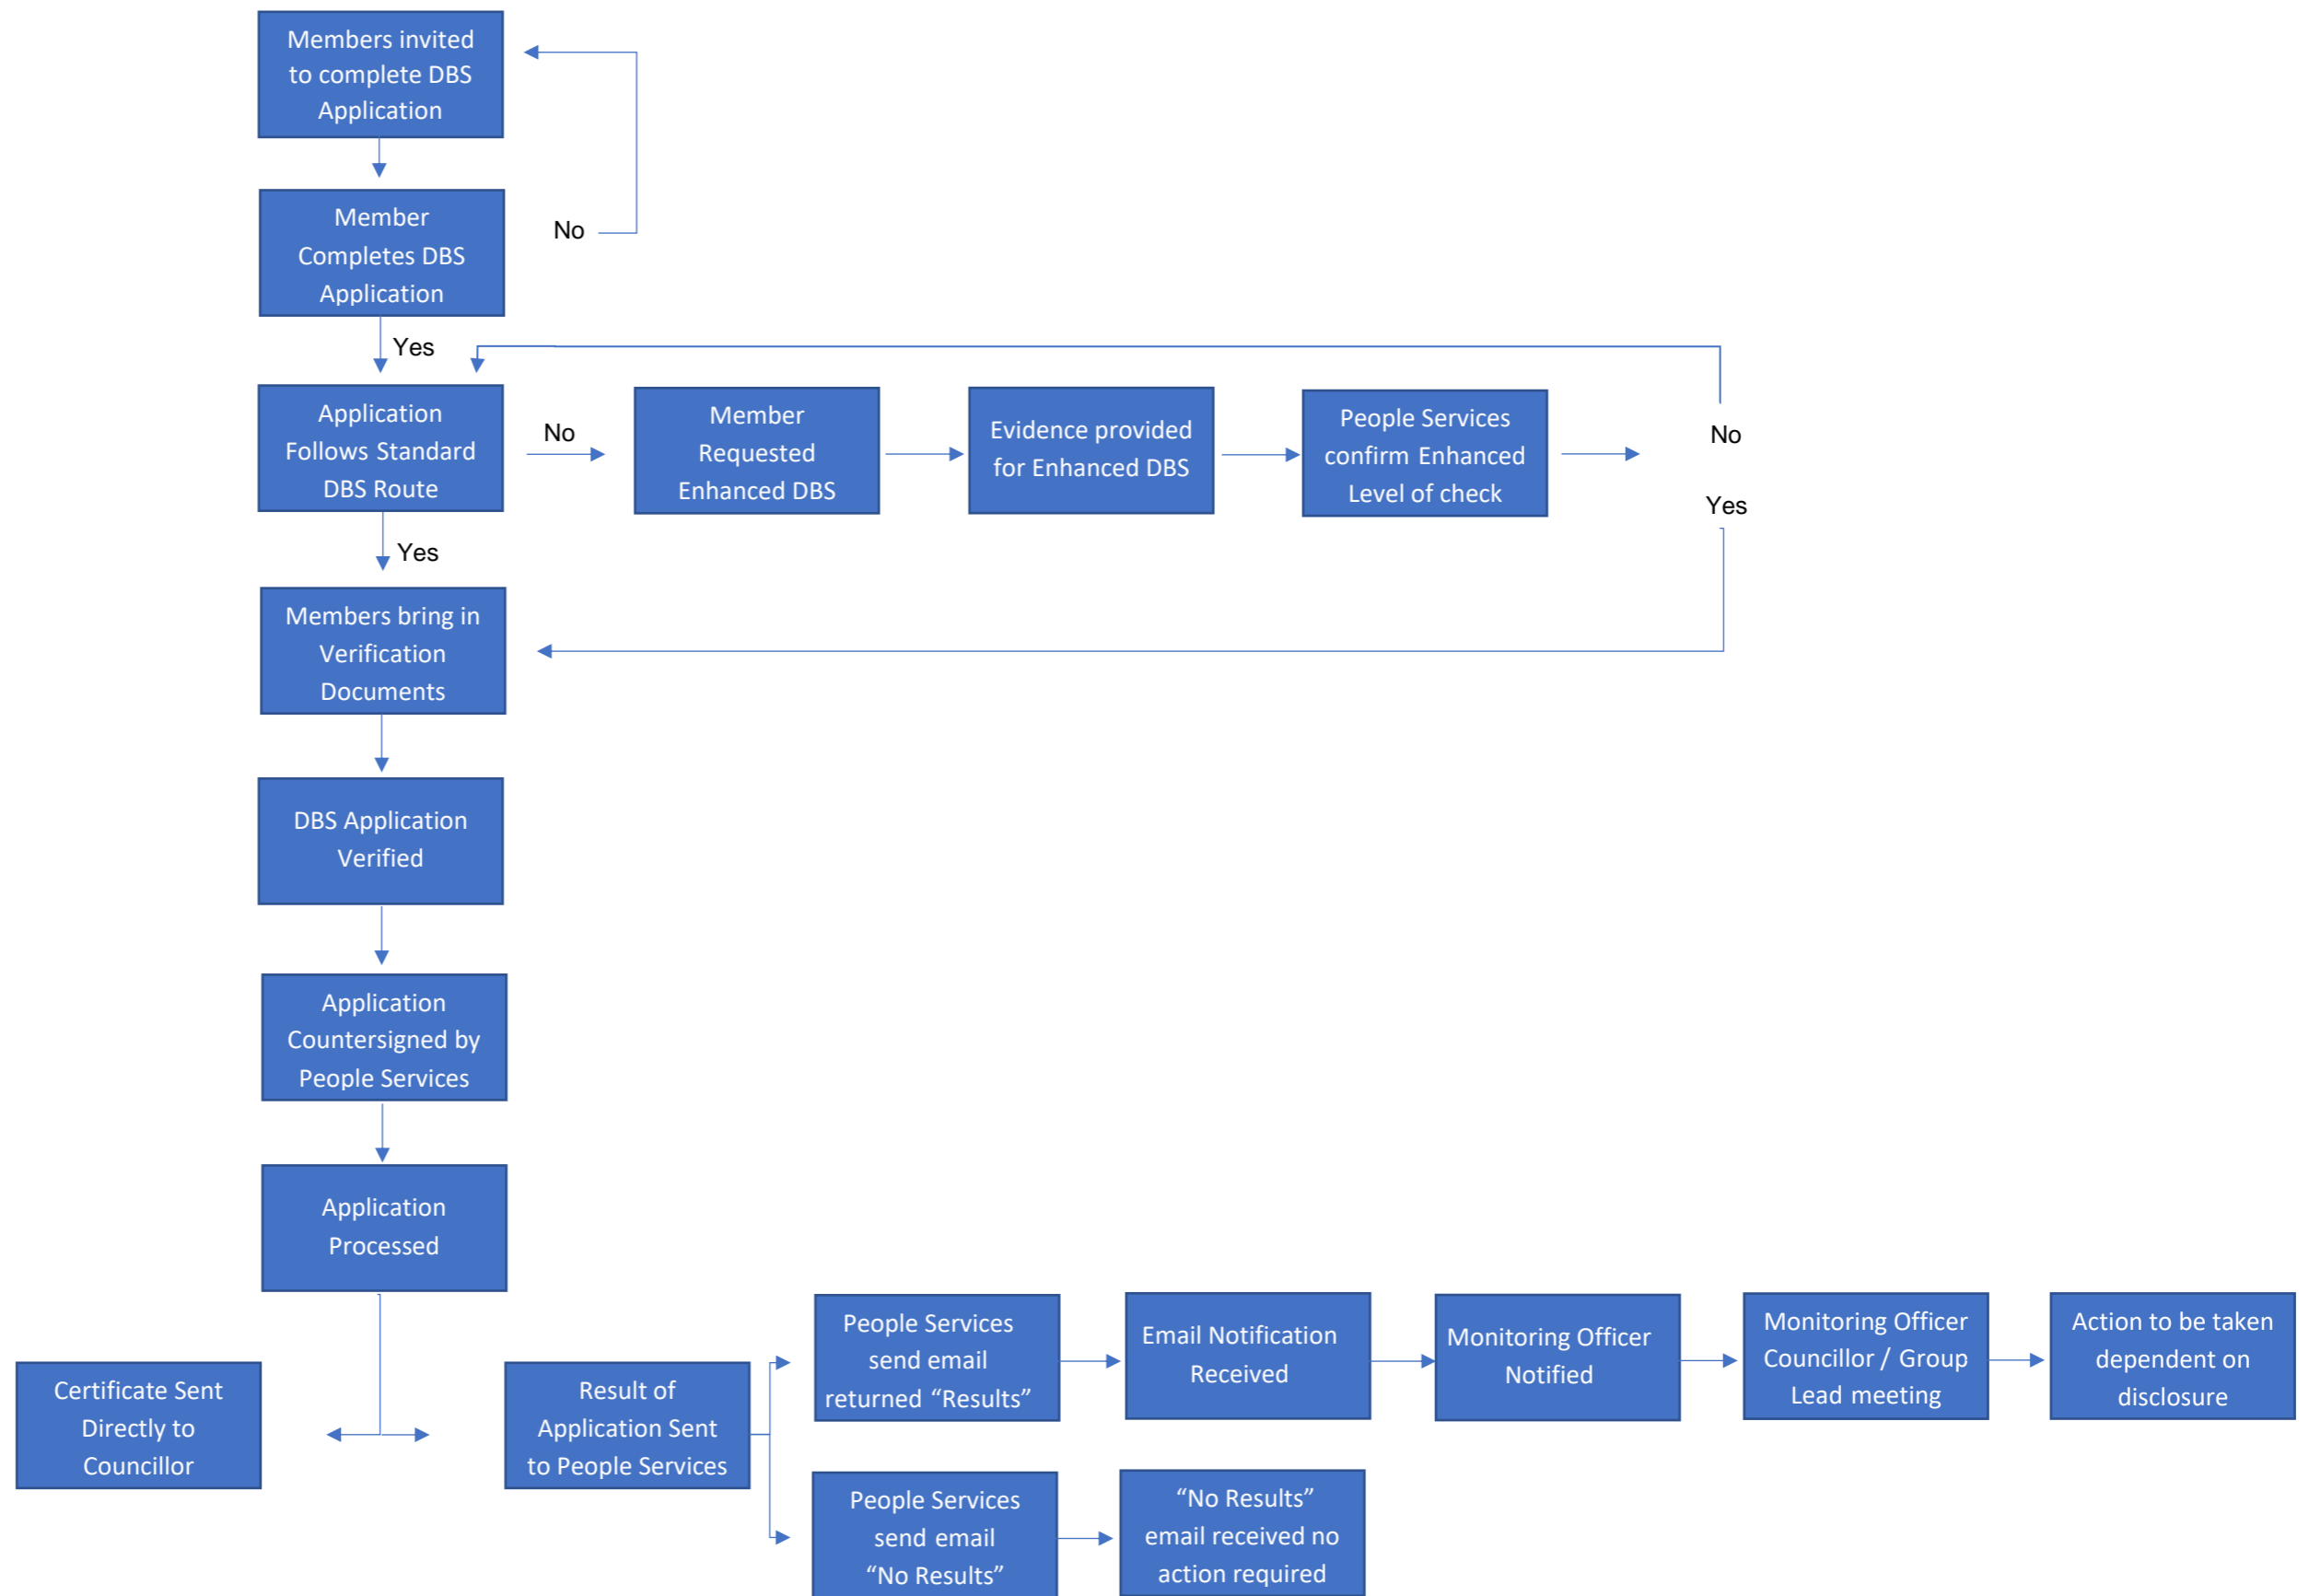 Members invited
to complete DBS
Application
Member
Completes DBS
Application
No
Yes
Application
Follows Standard
DBS Route
No
Member
Requested
Enhanced DBS
Evidence provided
for Enhanced DBS
People Services
confirm Enhanced
Level of check
No
Yes
Yes
Members bring in
Verification
Documents
DBS Application
Verified
Application
Countersigned by
People Services
Application
Processed
Certificate Sent
Directly to
Councillor
Result of
Application Sent
to People Services
People Services
send email
returned “Results”
Email Notification
Received
Monitoring Officer
Notified
Monitoring Officer
Councillor / Group
Lead meeting
Action to be taken
dependent on
disclosure
People Services
send email
“No Results”
“No Results”
email received no
action required